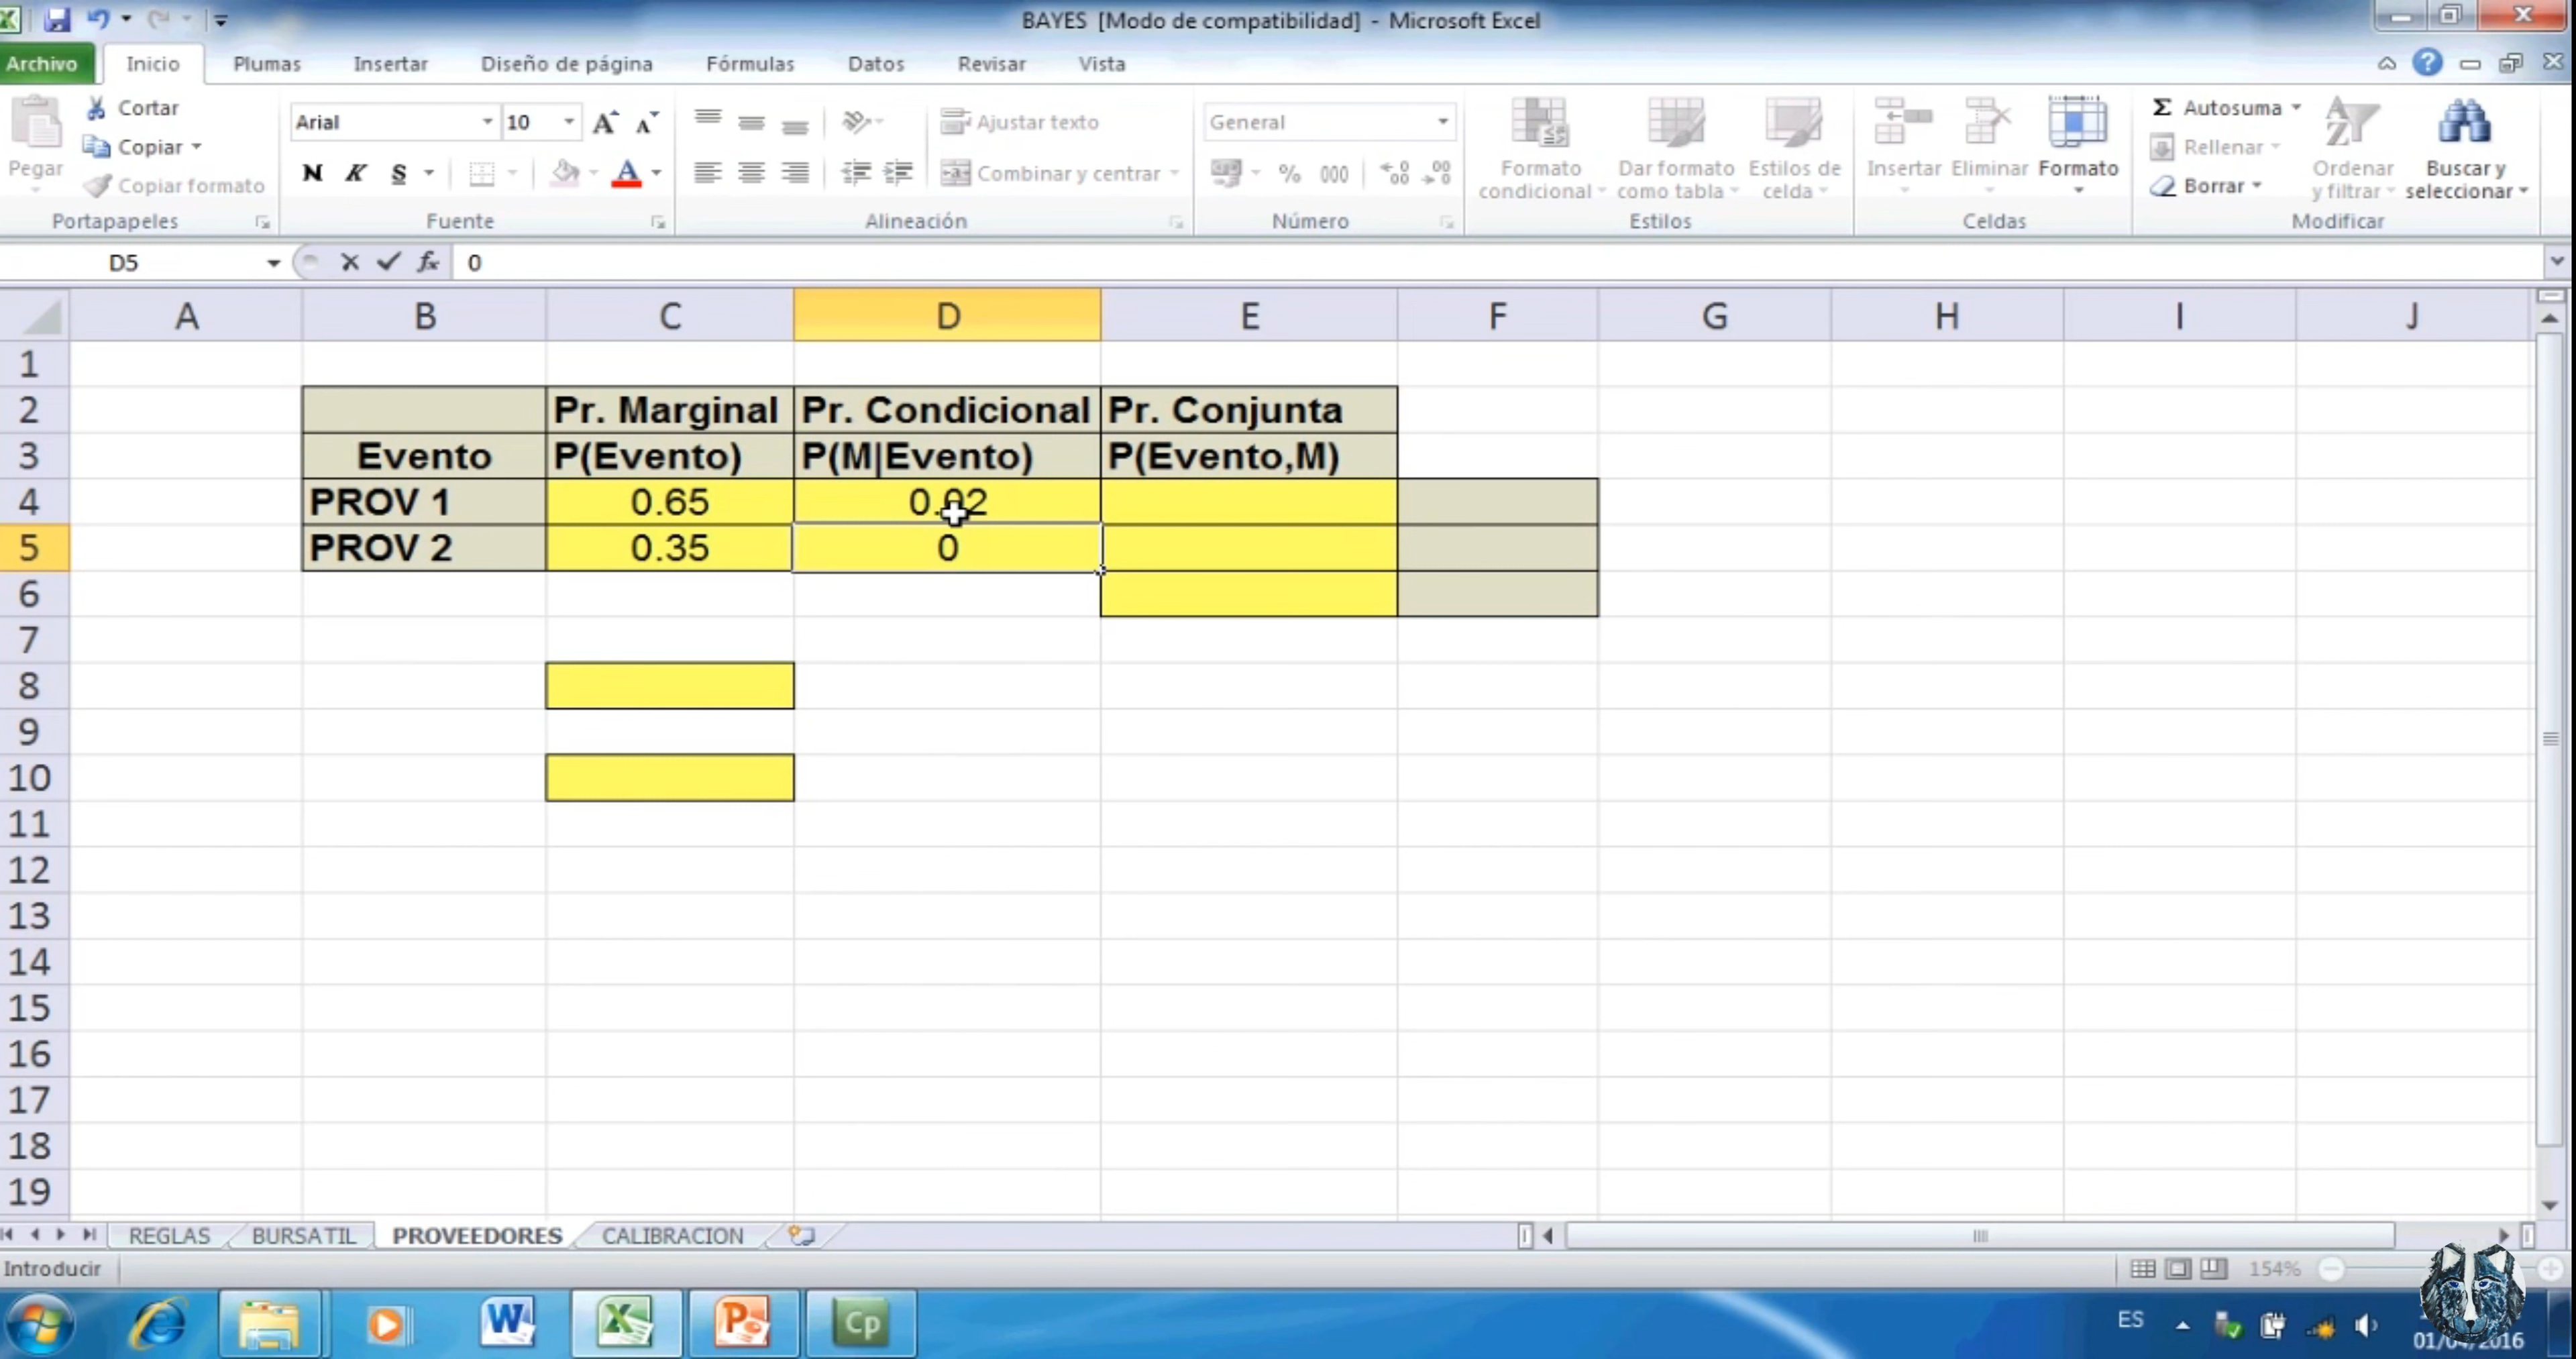 BAYES [Modo de compatibilidad] - Microsoft Excel
Archivo Inicio Plumas Insertar Diseño de página Fórmulas Datos Revisar Vista
Pegar Cortar Copiar Copiar formato
Portapapeles
Arial 10
N K S
Fuente
Ajustar texto
Combinar y centrar
Alineación
General
% 000
Número
Formato condicional Dar formato como tabla Estilos de celda
Estilos
Insertar Eliminar Formato
Celdas
Σ Autosuma
Rellenar
Borrar
Ordenar y filtrar Buscar y seleccionar
Modificar
D5 fx 0
A B C D E F G H I J
1
2 Pr. Marginal Pr. Condicional Pr. Conjunta
3 Evento P(Evento) P(M|Evento) P(Evento,M)
4 PROV 1 0.65 0.02
5 PROV 2 0.35 0
6
7
8
9
10
11
12
13
14
15
16
17
18
19
REGLAS BURSATIL PROVEEDORES CALIBRACION
Introducir 154%
Cp
ES